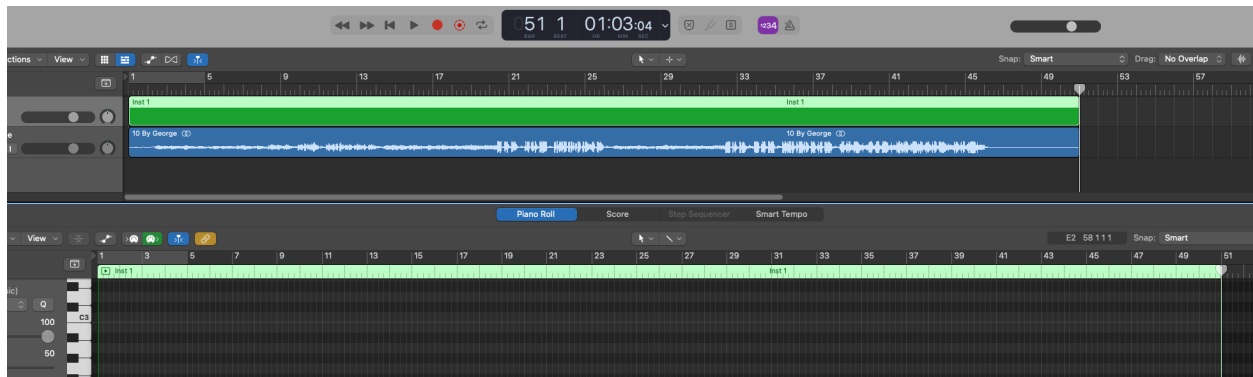 51 1 01:03:04
BAR BEAT HR MIN SEC
S 1234
ctions View Snap: Smart Drag: No Overlap
1 5 9 13 17 21 25 29 33 37 41 45 49 53 57
Inst 1 Inst 1
e 10 By George 10 By George
I
Piano Roll Score Step Sequencer Smart Tempo
View E2 58 1 1 1 Snap: Smart
1 3 5 7 9 11 13 15 17 19 21 23 25 27 29 31 33 35 37 39 41 43 45 47 49 51
Inst 1 Inst 1
sic)
Q
100 C3
50